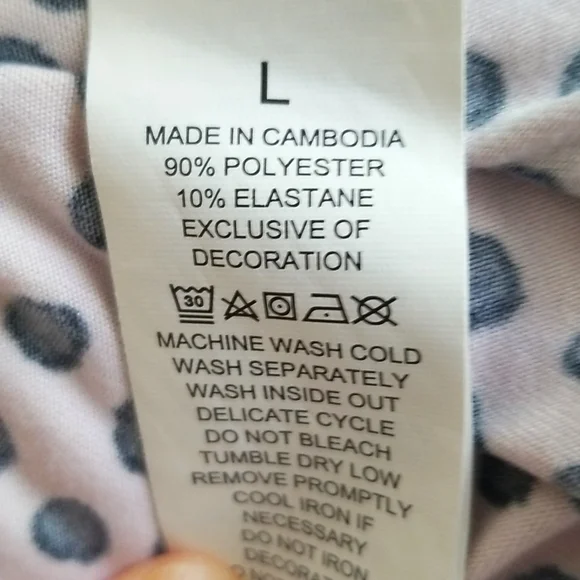 L
MADE IN CAMBODIA
90% POLYESTER
10% ELASTANE
EXCLUSIVE OF
DECORATION
30
MACHINE WASH COLD
WASH SEPARATELY
WASH INSIDE OUT
DELICATE CYCLE
DO NOT BLEACH
TUMBLE DRY LOW
REMOVE PROMPTLY
COOL IRON IF
NECESSARY
DO NOT IRON